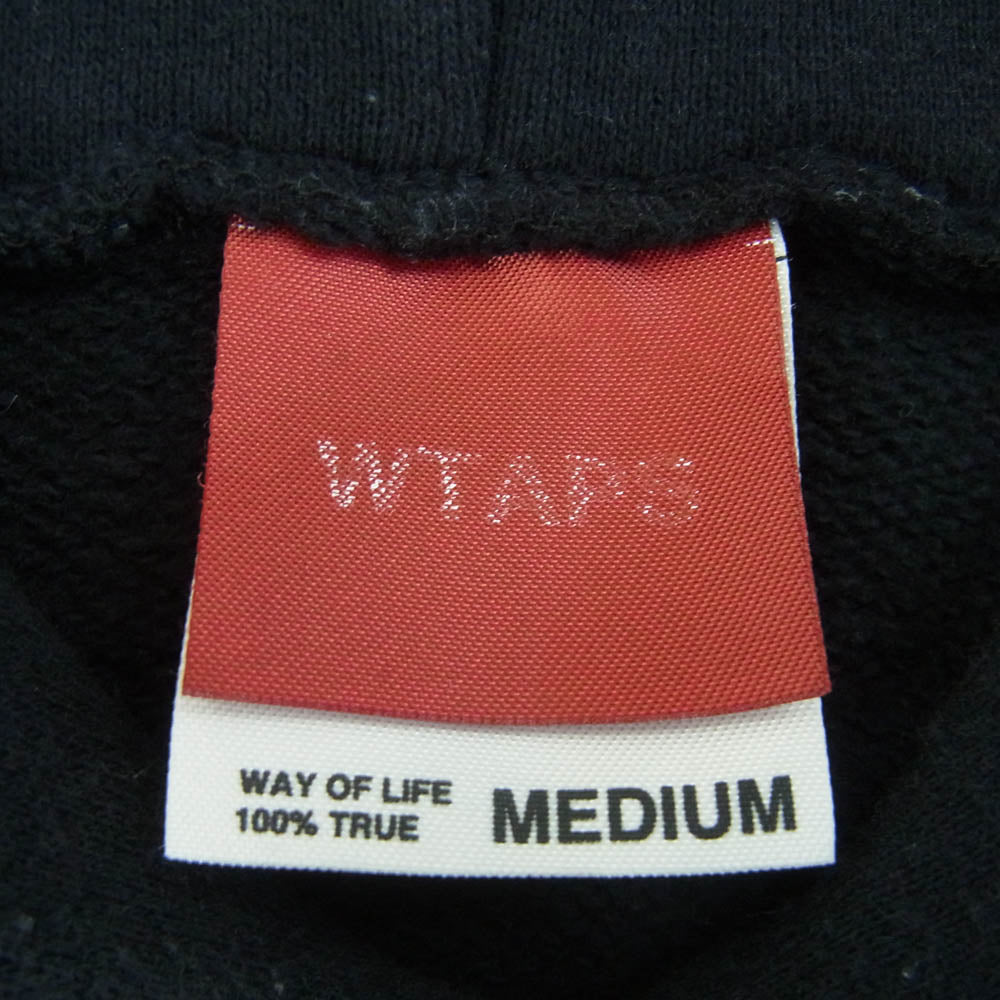 WTAPS
WAY OF LIFE
100% TRUE
MEDIUM